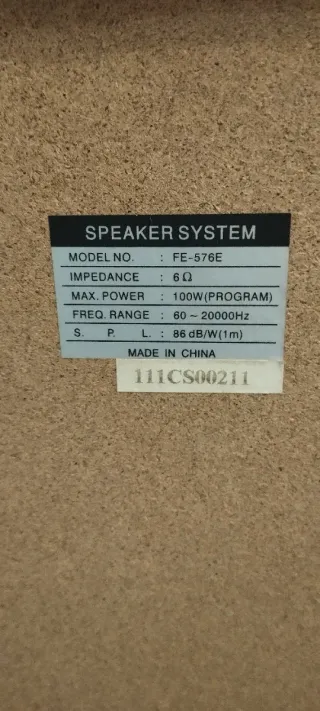 SPEAKER SYSTEM
MODEL NO. : FE-576E
IMPEDANCE : 6Ω
MAX. POWER : 100W(PROGRAM)
FREQ. RANGE : 60 ~ 20000Hz
S. P. L. : 86 dB/W(1m)
MADE IN CHINA
111CS00211